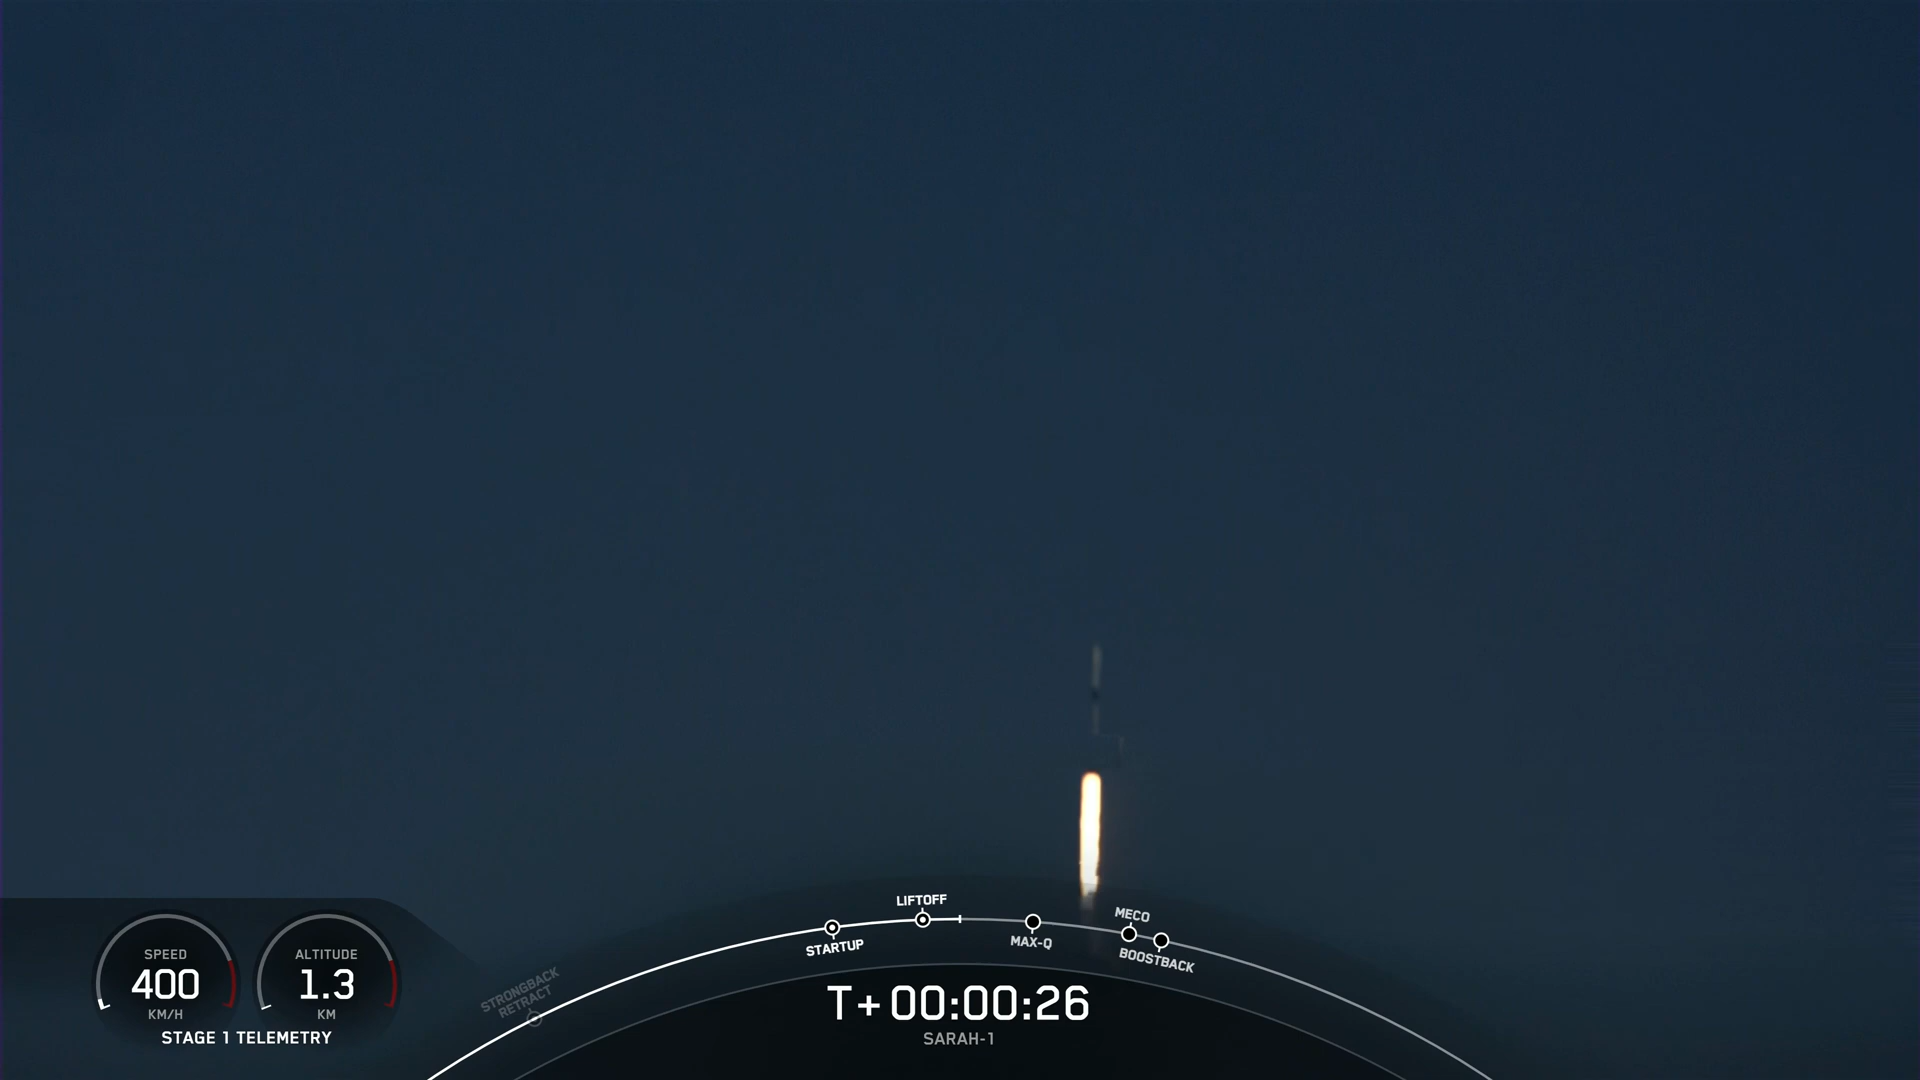 LIFTOFF
STARTUP
MAX-Q
MECO
BOOSTBACK
STRONGBACK
RETRACT
SPEED
400
KM/H
ALTITUDE
1.3
KM
STAGE 1 TELEMETRY
T+00:00:26
SARAH-1